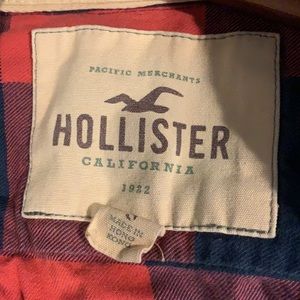 PACIFIC MERCHANTS
HOLLISTER
CALIFORNIA
1922
MADE IN
HONG
KONG